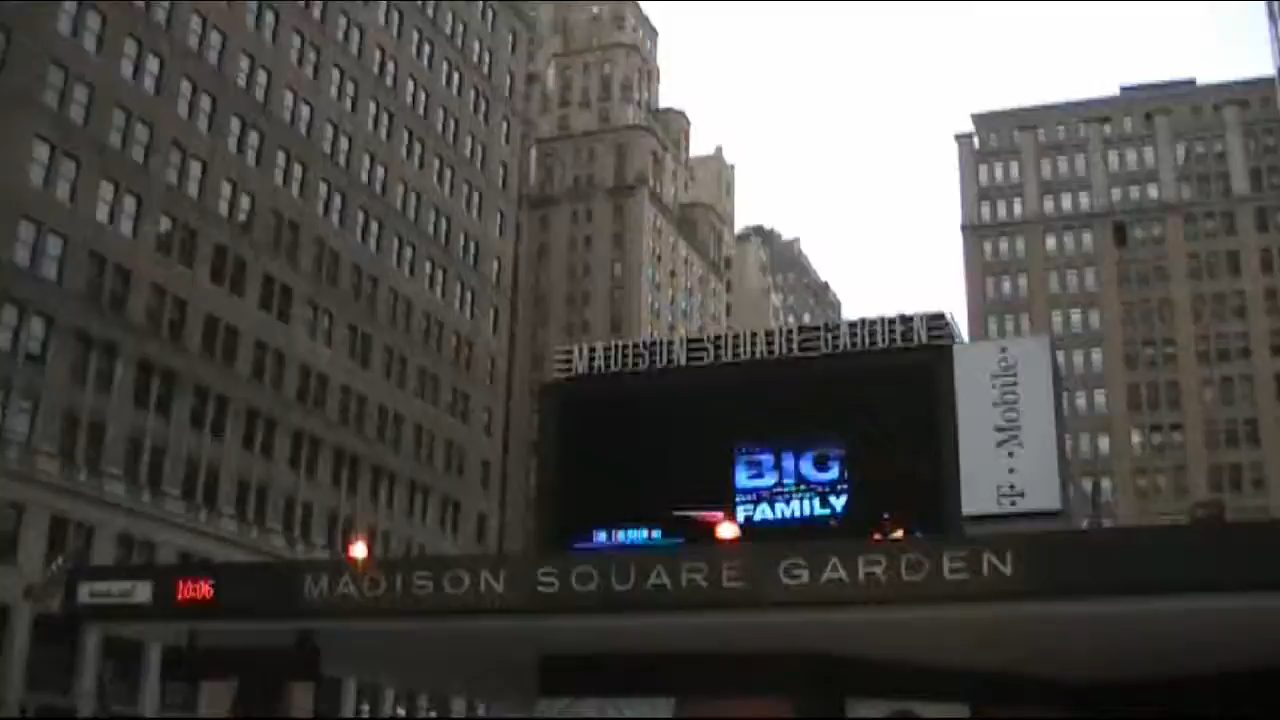 MADISON SQUARE GARDEN
T··Mobile·
BIG
FAMILY
MADISON SQUARE GARDEN
10:06